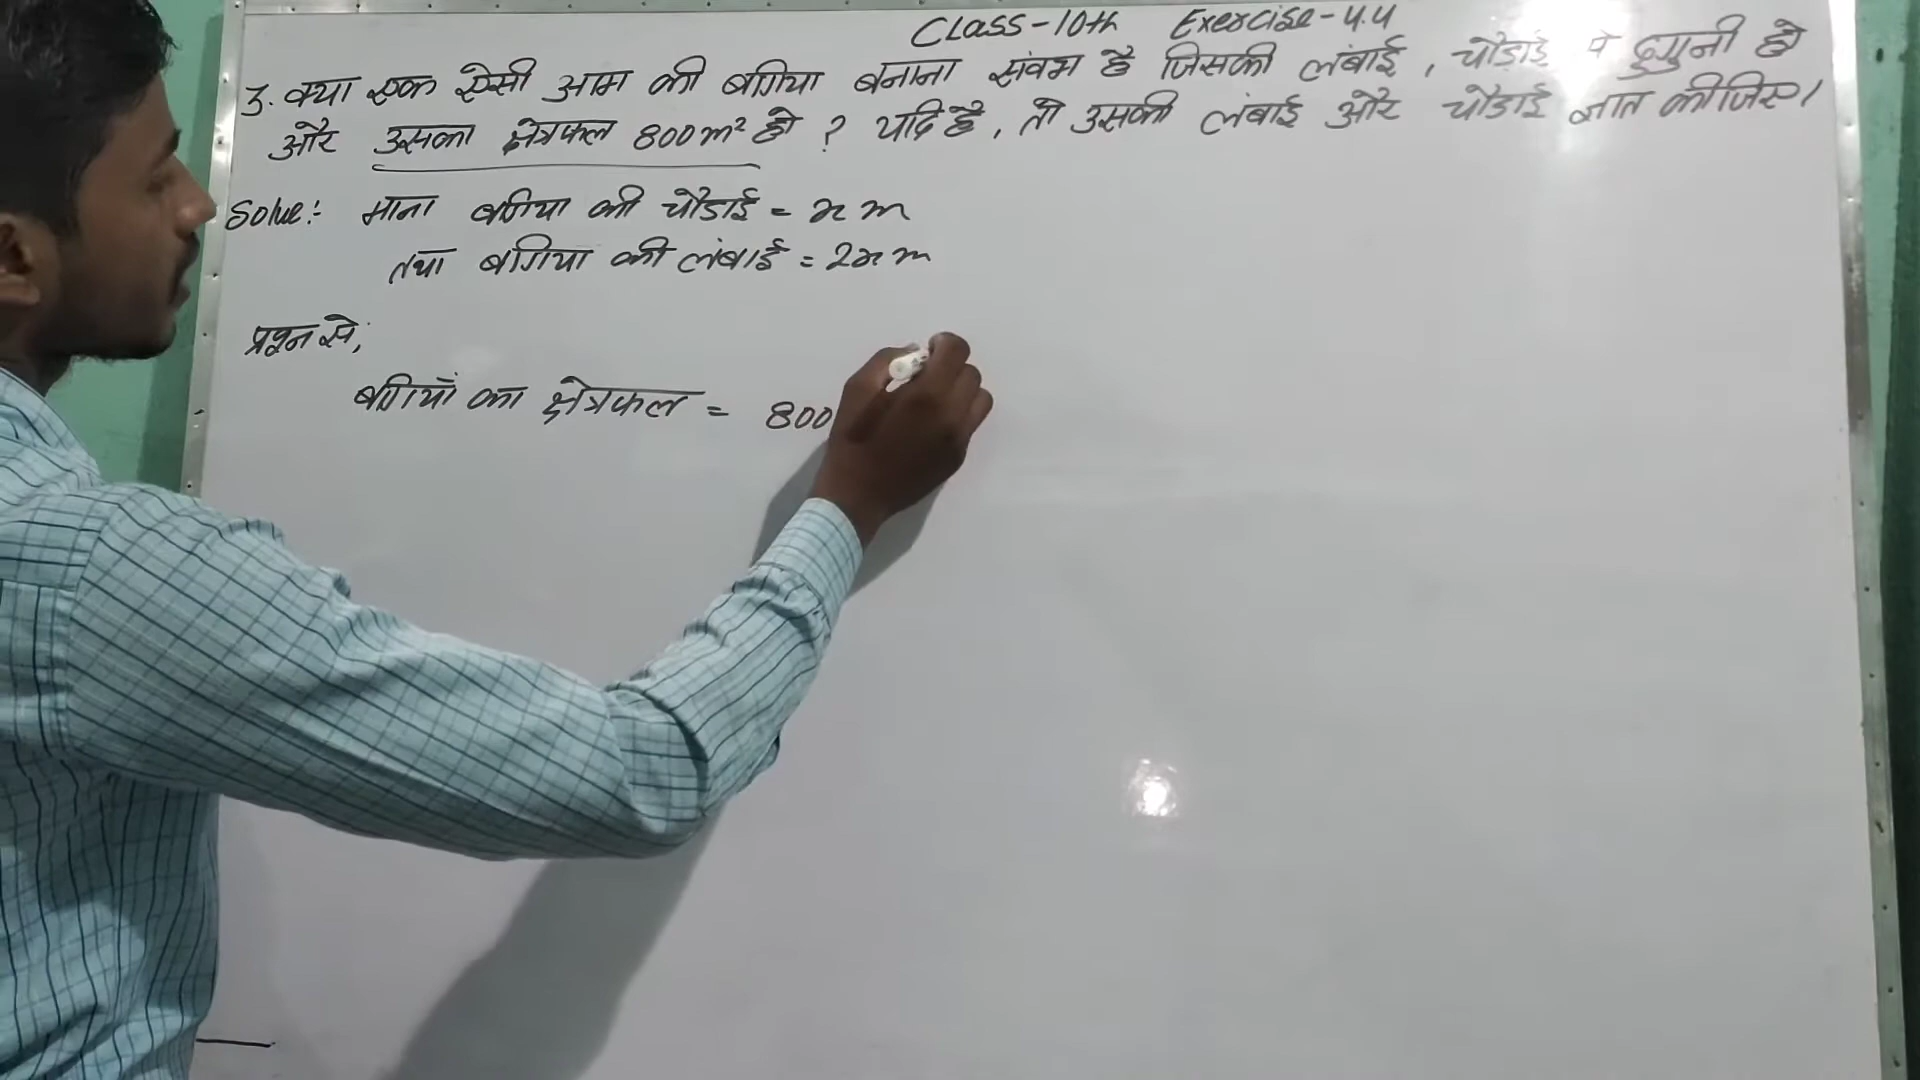 Class-10th Exercise-4.4
3. क्या एक ऐसी आम की बगिया बनाना संवभ है जिसकी लंबाई, चौडाई से दुगुनी हो
और उसका क्षेत्रफल 800m² हो ? यदि है, तो उसकी लंबाई और चौडाई ज्ञात कीजिए।
Solve:- माना बगिया की चौडाई = x m
तथा बगिया की लंबाई = 2x m
प्रश्न से,
बगियाँ का क्षेत्रफल = 800